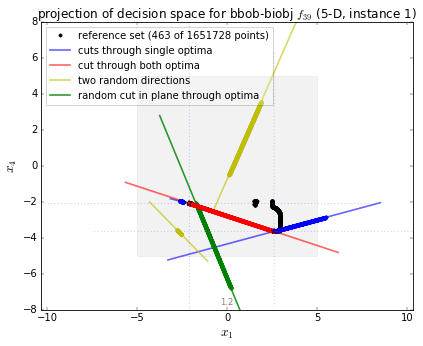 projection of decision space for bbob-biobj f39 (5-D, instance 1)
reference set (463 of 1651728 points)
cuts through single optima
cut through both optima
two random directions
random cut in plane through optima
8
6
4
2
0
−2
−4
−6
−8
x4
1.2
−10
−5
0
5
10
x1